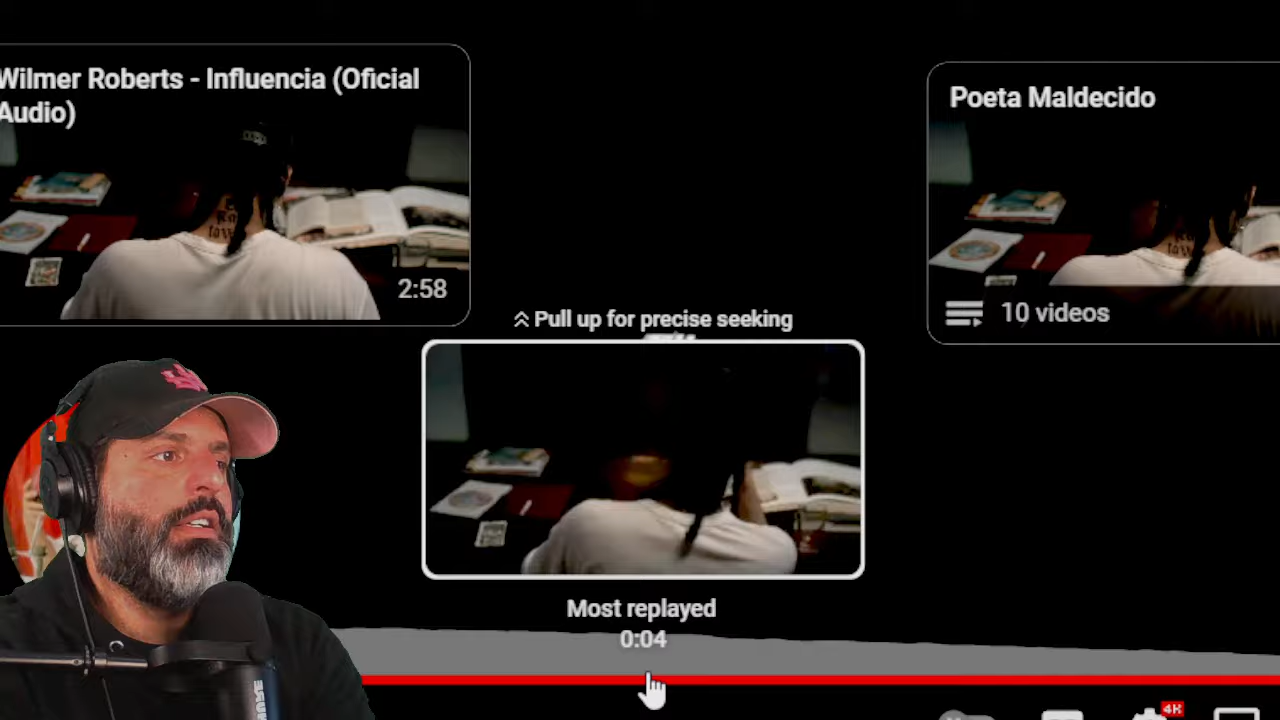 Wilmer Roberts - Influencia (Oficial
Audio)
2:58
Poeta Maldecido
10 videos
Pull up for precise seeking
Most replayed
0:04
4K